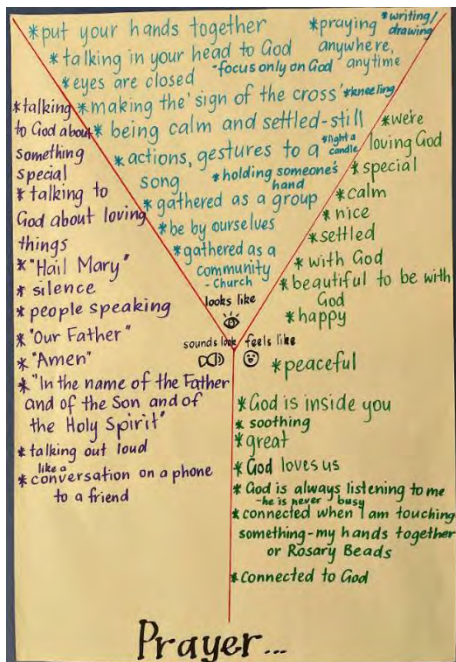 *put your hands together
*talking in your head to God
*eyes are closed
*praying anywhere, anytime
*writing/
drawing
-focus only on God
*making the sign of the cross
*kneeling
*being calm and settled-still
*actions, gestures to a
song
*light a
candle
*holding someone's
hand
*gathered as a group
*be by ourselves
*gathered as a
community
-Church
looks like
sounds like
feels like
*talking
to God about
something
special
*talking to
God about loving
things
*"Hail Mary"
*silence
*people speaking
*"Our Father"
*"Amen"
*"In the name of the Father
and of the Son and of
the Holy Spirit"
*talking out loud
like a
*conversation on a phone
to a friend
*we're
loving God
*special
*calm
*nice
*settled
*with God
*beautiful to be with
God
*happy
*peaceful
*God is inside you
*soothing
*great
*God loves us
*God is always listening to me
-he is never busy
*connected when I am touching
something-my hands together
or Rosary Beads
*connected to God
Prayer...